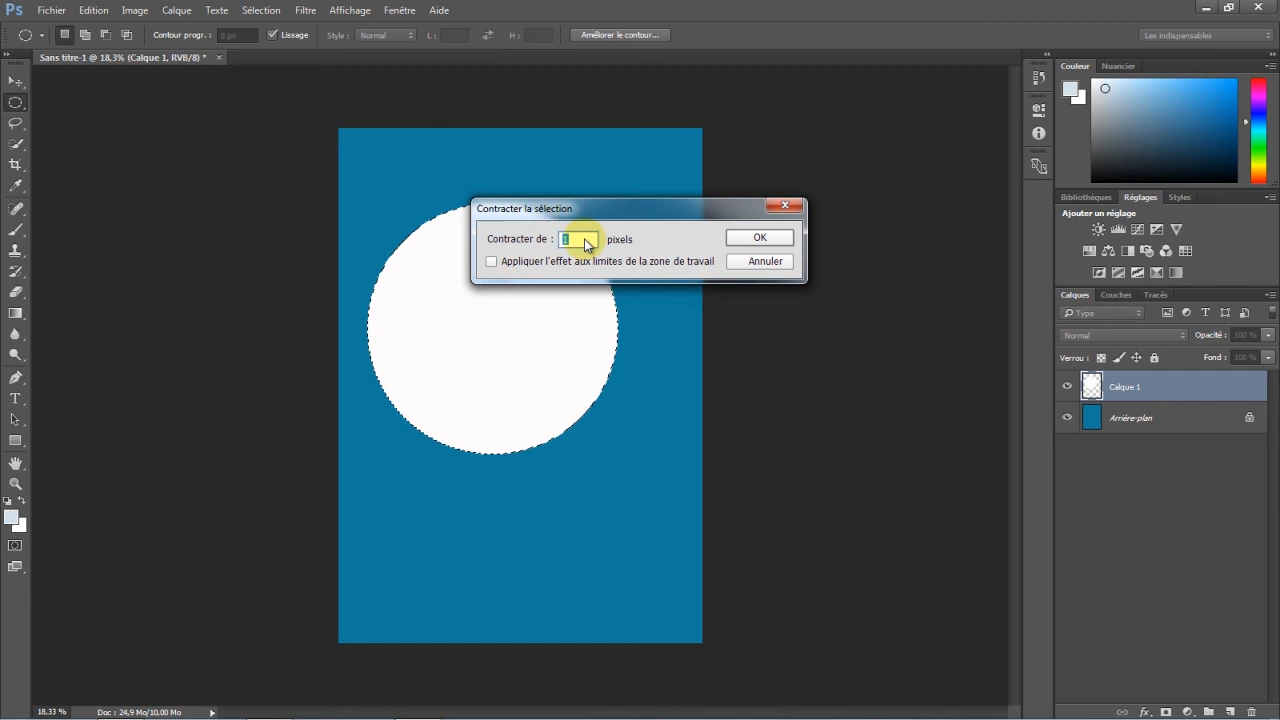 Ps Fichier Edition Image Calque Texte Sélection Filtre Affichage Fenêtre Aide
Contour progr. : 0 px Lissage Style : Normal L : H : Améliorer le contour... Les indispensables
Sans titre-1 @ 18,3% (Calque 1, RVB/8) *
Couleur Nuancier
Contracter la sélection
Contracter de : 1 pixels OK
Appliquer l'effet aux limites de la zone de travail Annuler
Bibliothèques Réglages Styles
Ajouter un réglage
Calques Couches Tracés
Type
Normal Opacité : 100 %
Verrou : Fond : 100 %
Calque 1
Arrière-plan
18,33 % Doc : 24,9 Mo/10,00 Mo